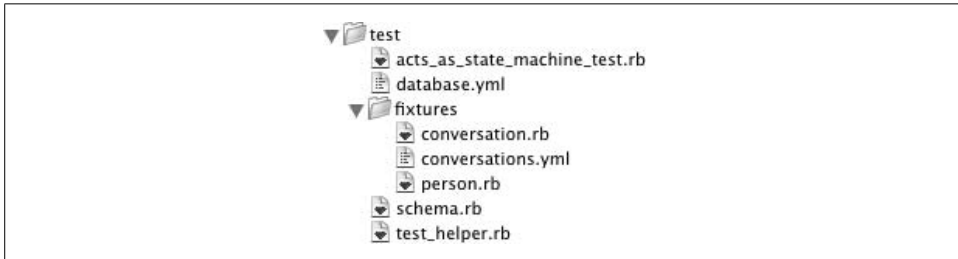 test
acts_as_state_machine_test.rb
database.yml
fixtures
conversation.rb
conversations.yml
person.rb
schema.rb
test_helper.rb